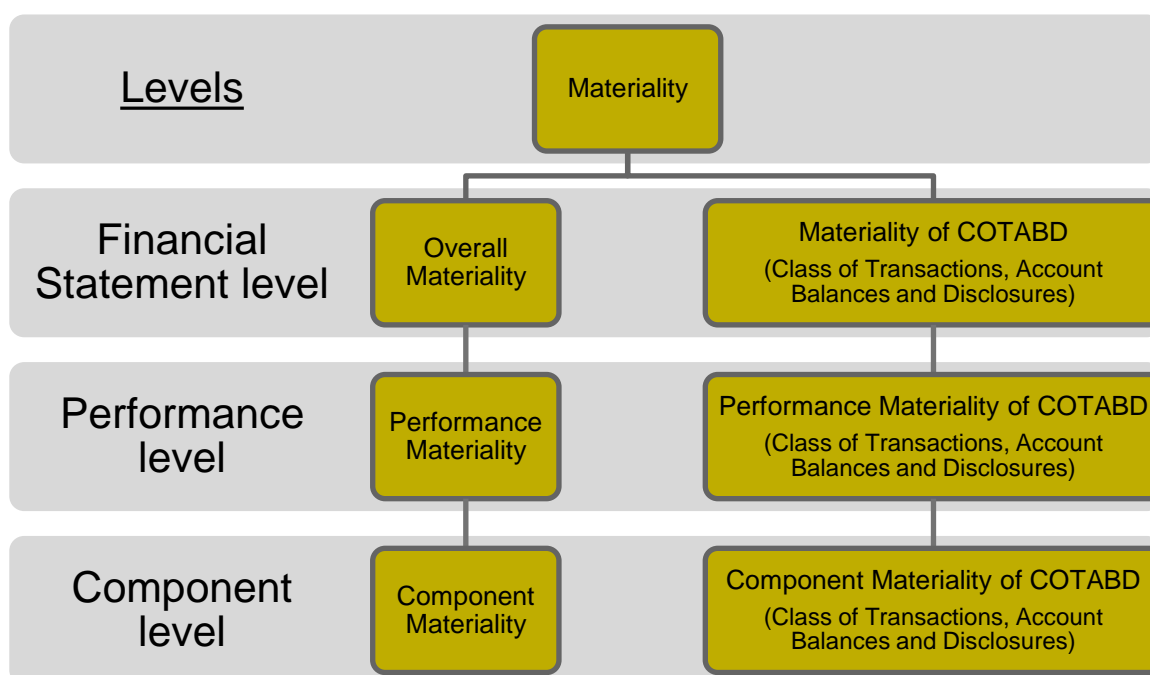 Levels
Materiality
Financial
Statement level
Overall
Materiality
Materiality of COTABD
(Class of Transactions, Account
Balances and Disclosures)
Performance
level
Performance
Materiality
Performance Materiality of COTABD
(Class of Transactions, Account
Balances and Disclosures)
Component
level
Component
Materiality
Component Materiality of COTABD
(Class of Transactions, Account
Balances and Disclosures)